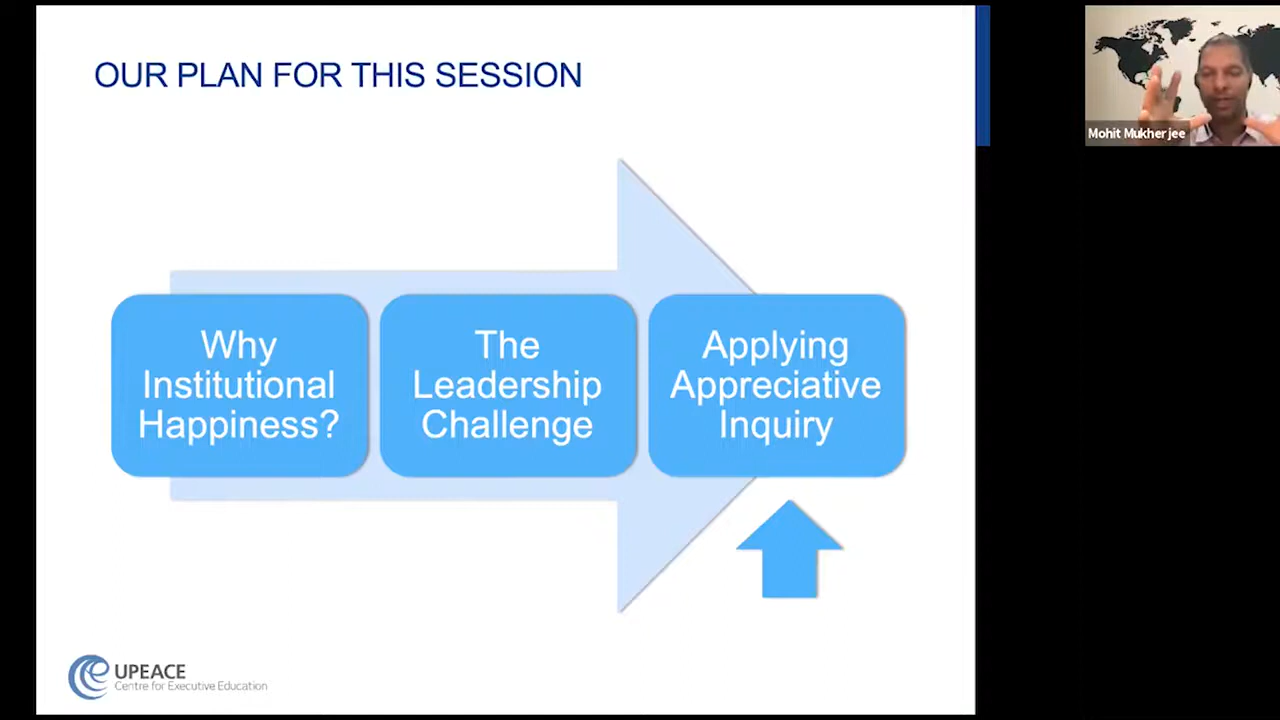 OUR PLAN FOR THIS SESSION
Mohit Mukherjee
Why
Institutional
Happiness?
The
Leadership
Challenge
Applying
Appreciative
Inquiry
UPEACE
Centre for Executive Education